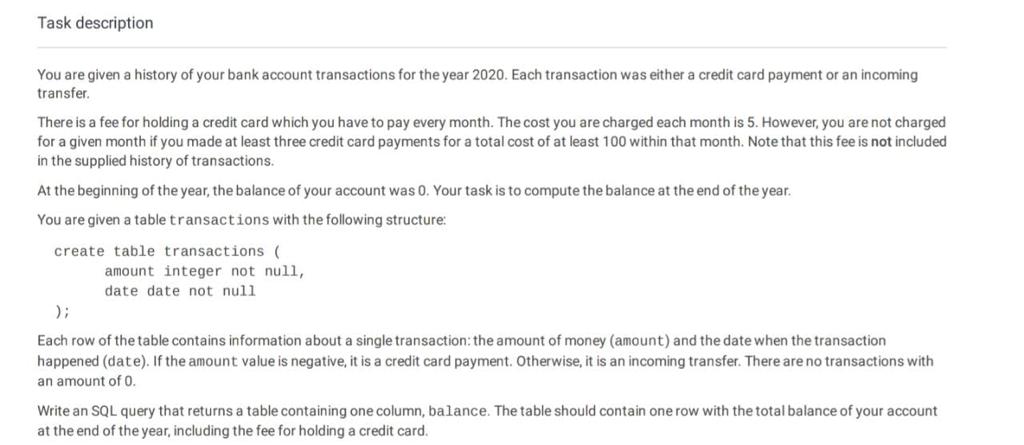 Task description
You are given a history of your bank account transactions for the year 2020. Each transaction was either a credit card payment or an incoming
transfer.
There is a fee for holding a credit card which you have to pay every month. The cost you are charged each month is 5. However, you are not charged
for a given month if you made at least three credit card payments for a total cost of at least 100 within that month. Note that this fee is not included
in the supplied history of transactions.
At the beginning of the year, the balance of your account was 0. Your task is to compute the balance at the end of the year.
You are given a table transactions with the following structure:
create table transactions (
amount integer not null,
date date not null
);
Each row of the table contains information about a single transaction: the amount of money (amount) and the date when the transaction
happened (date). If the amount value is negative, it is a credit card payment. Otherwise, it is an incoming transfer. There are no transactions with
an amount of 0.
Write an SQL query that returns a table containing one column, balance. The table should contain one row with the total balance of your account
at the end of the year, including the fee for holding a credit card.